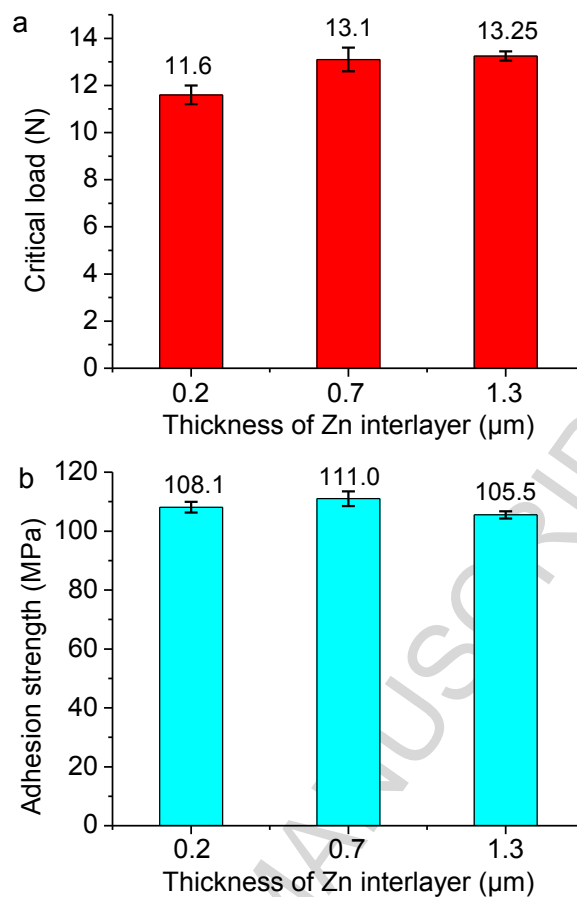 a
14
12
10
8
6
4
2
0
Critical load (N)
11.6
13.1
13.25
0.2 0.7 1.3
Thickness of Zn interlayer (µm)
b
120
100
80
60
40
20
0
Adhesion strength (MPa)
108.1
111.0
105.5
0.2 0.7 1.3
Thickness of Zn interlayer (µm)